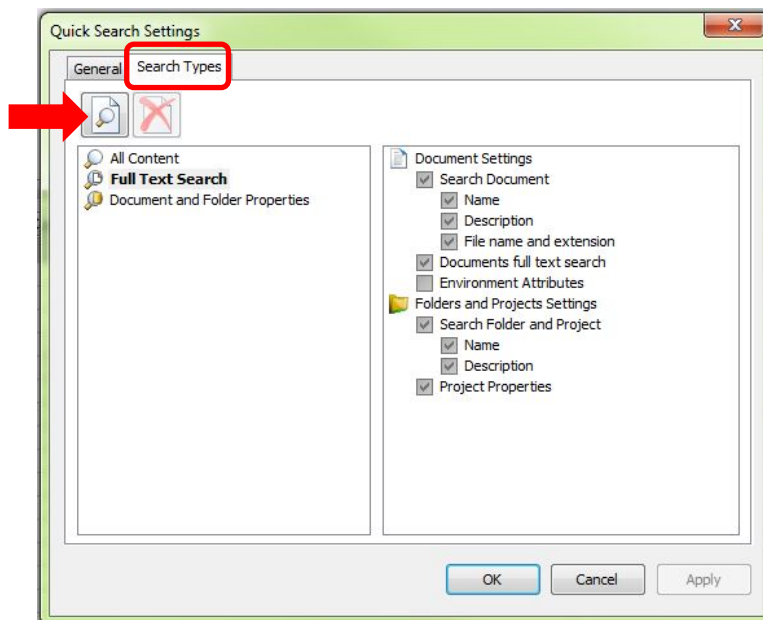 Quick Search Settings
x
General
Search Types
All Content
Full Text Search
Document and Folder Properties
Document Settings
Search Document
Name
Description
File name and extension
Documents full text search
Environment Attributes
Folders and Projects Settings
Search Folder and Project
Name
Description
Project Properties
OK
Cancel
Apply